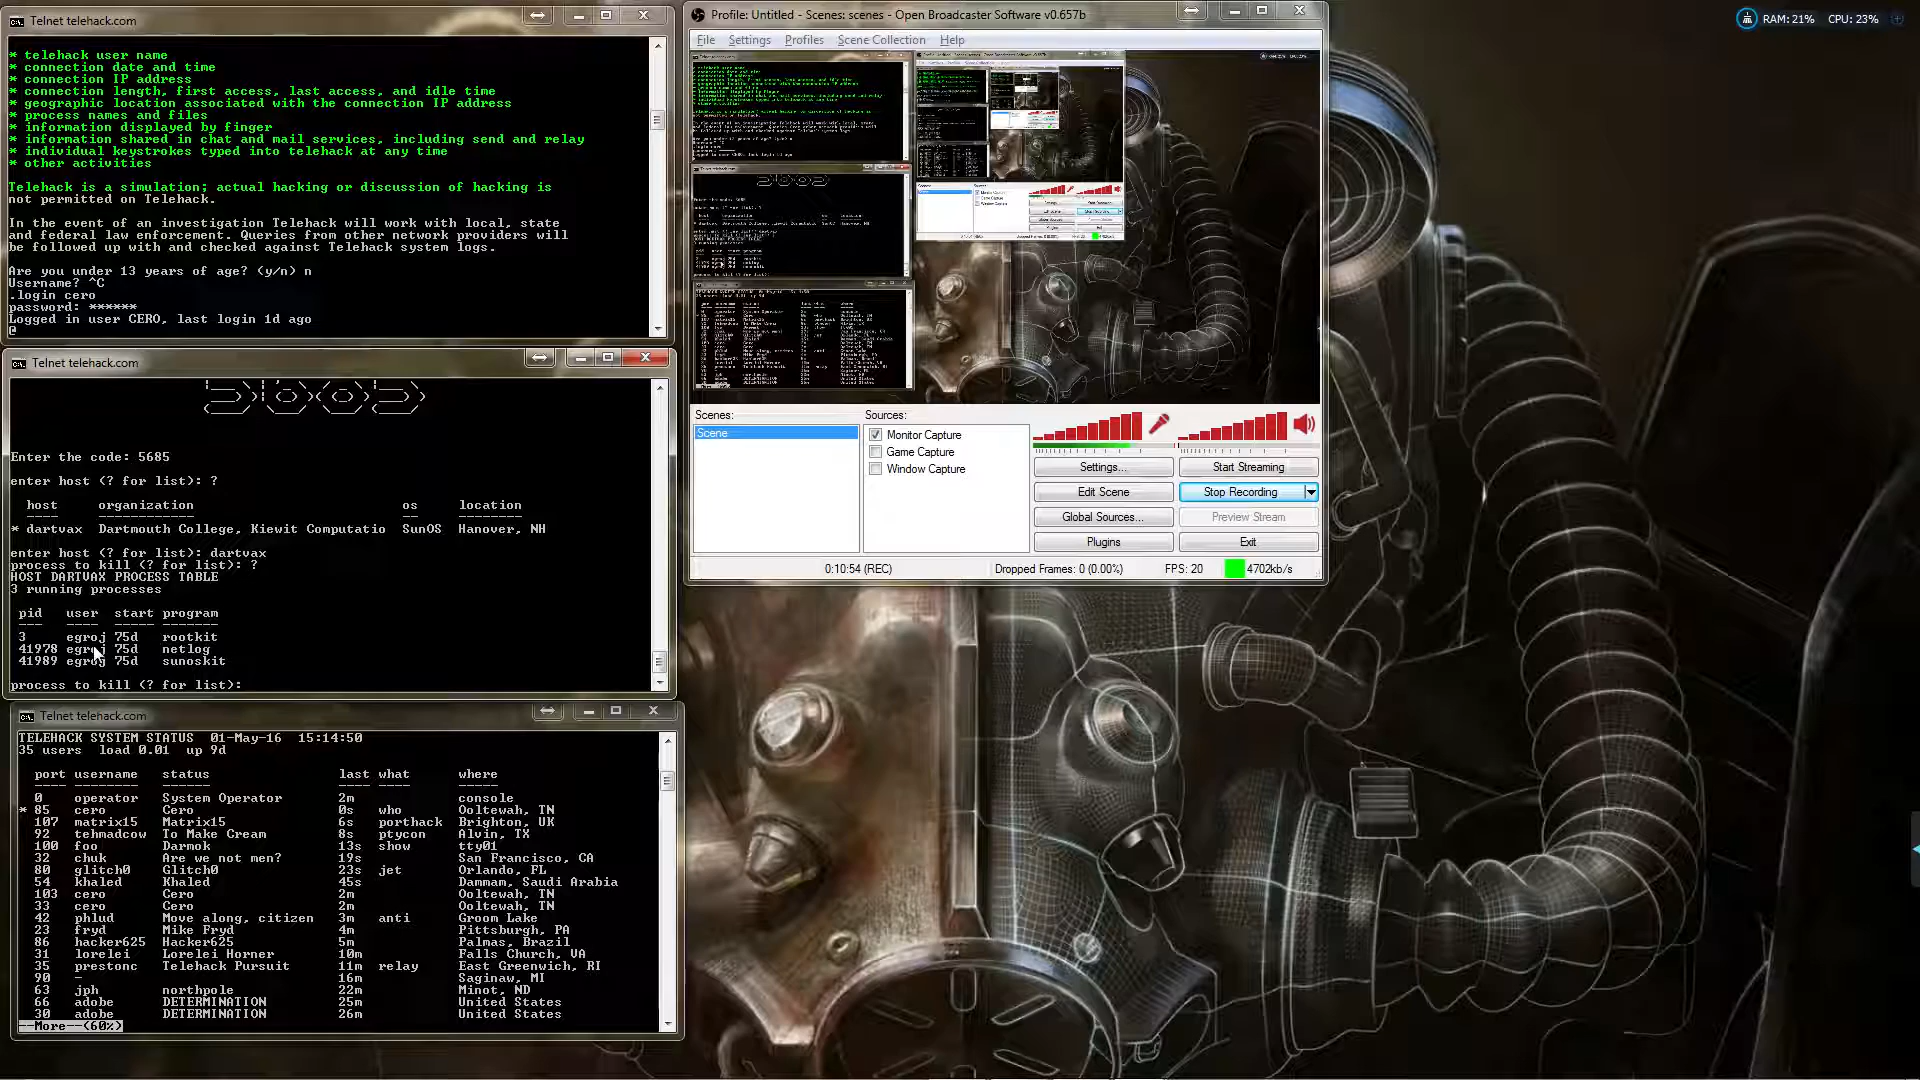 Telnet telehack.com
* telehack user name
* connection date and time
* connection IP address
* connection length, first access, last access, and idle time
* geographic location associated with the connection IP address
* process names and files
* information displayed by finger
* information shared in chat and mail services, including send and relay
* individual keystrokes typed into telehack at any time
* other activities
Telehack is a simulation; actual hacking or discussion of hacking is
not permitted on Telehack.
In the event of an investigation Telehack will work with local, state
and federal law enforcement. Queries from other network providers will
be followed up with and checked against Telehack system logs.
Are you under 13 years of age? (y/n) n
Username? ^C
.login cero
password: ******
Logged in user CERO, last login 1d ago
@
Telnet telehack.com
Enter the code: 5685
enter host (? for list): ?
host organization os location
* dartvax Dartmouth College, Kiewit Computatio SunOS Hanover, NH
enter host (? for list): dartvax
process to kill (? for list): ?
HOST DARTVAX PROCESS TABLE
3 running processes
pid user start program
3 egroj 75d rootkit
41978 egroj 75d netlog
41989 egroj 75d sunoskit
process to kill (? for list):
Telnet telehack.com
TELEHACK SYSTEM STATUS 01-May-16 15:14:50
35 users load 0.01 up 9d
port username status last what where
0 operator System Operator 2m console
* 85 cero Cero 0s who Ooltewah, TN
107 matrix15 Matrix15 6s porthack Brighton, UK
92 tehmadcow To Make Cream 8s ptycon Alvin, TX
100 foo Darmok 13s show tty01
32 chuk Are we not men? 19s San Francisco, CA
80 glitch0 Glitch0 23s jet Orlando, FL
54 khaled Khaled 45s Dammam, Saudi Arabia
103 cero Cero 2m Ooltewah, TN
33 cero Cero 2m Ooltewah, TN
42 phlud Move along, citizen 3m anti Groom Lake
23 fryd Mike Fryd 4m Pittsburgh, PA
86 hacker625 Hacker625 5m Palmas, Brazil
31 lorelei Lorelei Horner 10m Falls Church, VA
35 prestonc Telehack Pursuit 11m relay East Greenwich, RI
90 - 16m Saginaw, MI
63 jph northpole 22m Minot, ND
66 adobe DETERMINATION 25m United States
30 adobe DETERMINATION 26m United States
--More--(60%)
Profile: Untitled - Scenes: scenes - Open Broadcaster Software v0.657b
File Settings Profiles Scene Collection Help
Scenes:
Scene
Sources:
Monitor Capture
Game Capture
Window Capture
Settings... Start Streaming
Edit Scene Stop Recording
Global Sources... Preview Stream
Plugins Exit
0:10:54 (REC) Dropped Frames: 0 (0.00%) FPS: 20 4702kb/s
RAM: 21% CPU: 23%